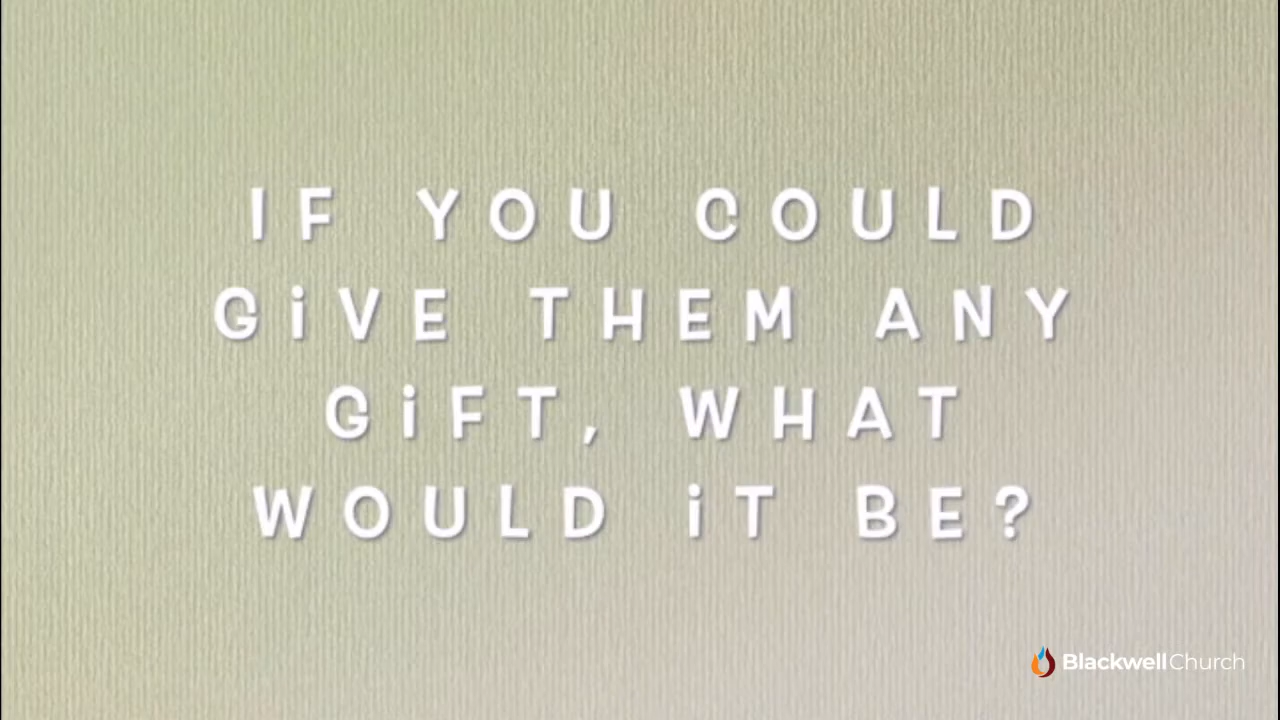 IF YOU COULD
GiVE THEM ANY
GiFT, WHAT
WOULD iT BE?
Blackwell Church